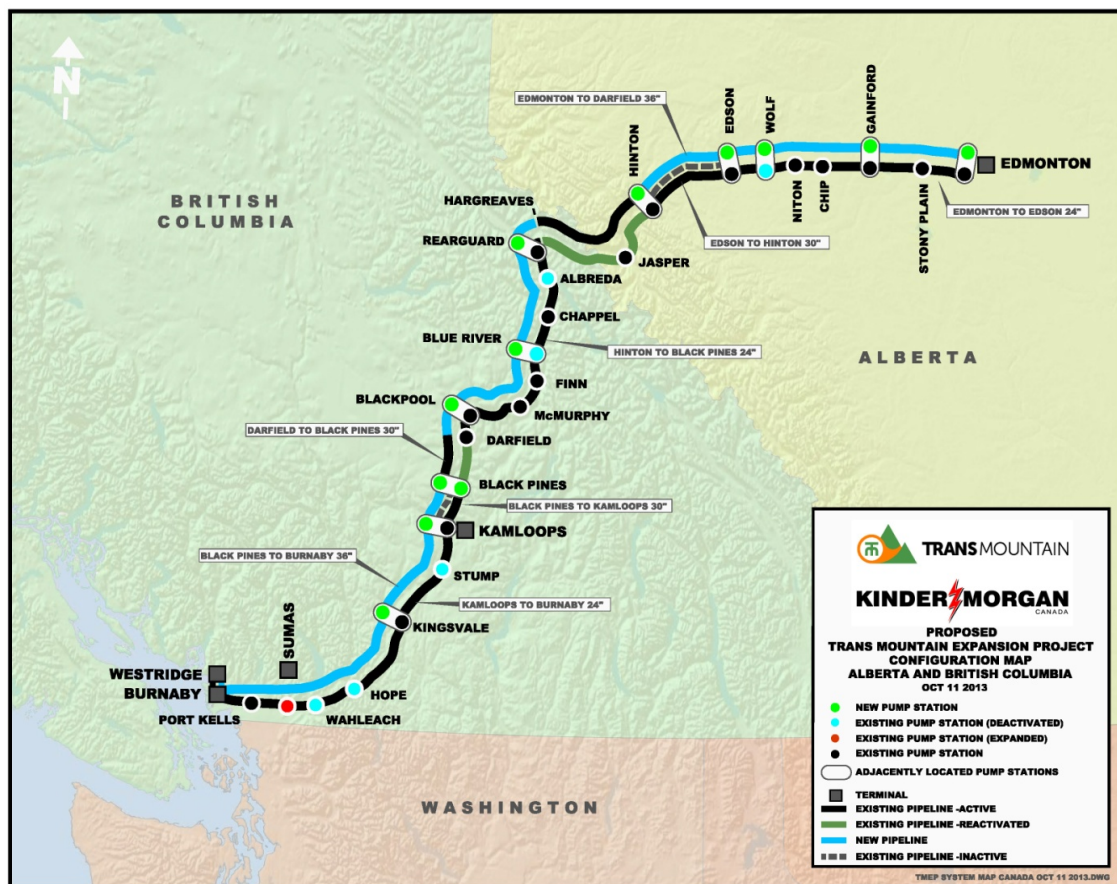 N
BRITISH
COLUMBIA
ALBERTA
WASHINGTON
EDMONTON TO DARFIELD 36"
EDSON
WOLF
GAINFORD
EDMONTON
HINTON
NITON
CHIP
STONY PLAIN
EDMONTON TO EDSON 24"
EDSON TO HINTON 30"
HARGREAVES
REARGUARD
JASPER
ALBREDA
CHAPPEL
BLUE RIVER
HINTON TO BLACK PINES 24"
FINN
BLACKPOOL
McMURPHY
DARFIELD TO BLACK PINES 30"
DARFIELD
BLACK PINES
BLACK PINES TO KAMLOOPS 30"
KAMLOOPS
BLACK PINES TO BURNABY 36"
STUMP
KAMLOOPS TO BURNABY 24"
KINGSVALE
SUMAS
WESTRIDGE
BURNABY
HOPE
PORT KELLS
WAHLEACH
TRANSMOUNTAIN
KINDER MORGAN
CANADA
PROPOSED
TRANS MOUNTAIN EXPANSION PROJECT
CONFIGURATION MAP
ALBERTA AND BRITISH COLUMBIA
OCT 11 2013
NEW PUMP STATION
EXISTING PUMP STATION (DEACTIVATED)
EXISTING PUMP STATION (EXPANDED)
EXISTING PUMP STATION
ADJACENTLY LOCATED PUMP STATIONS
TERMINAL
EXISTING PIPELINE -ACTIVE
EXISTING PIPELINE -REACTIVATED
NEW PIPELINE
EXISTING PIPELINE -INACTIVE
TMEP SYSTEM MAP CANADA OCT 11 2013.DWG